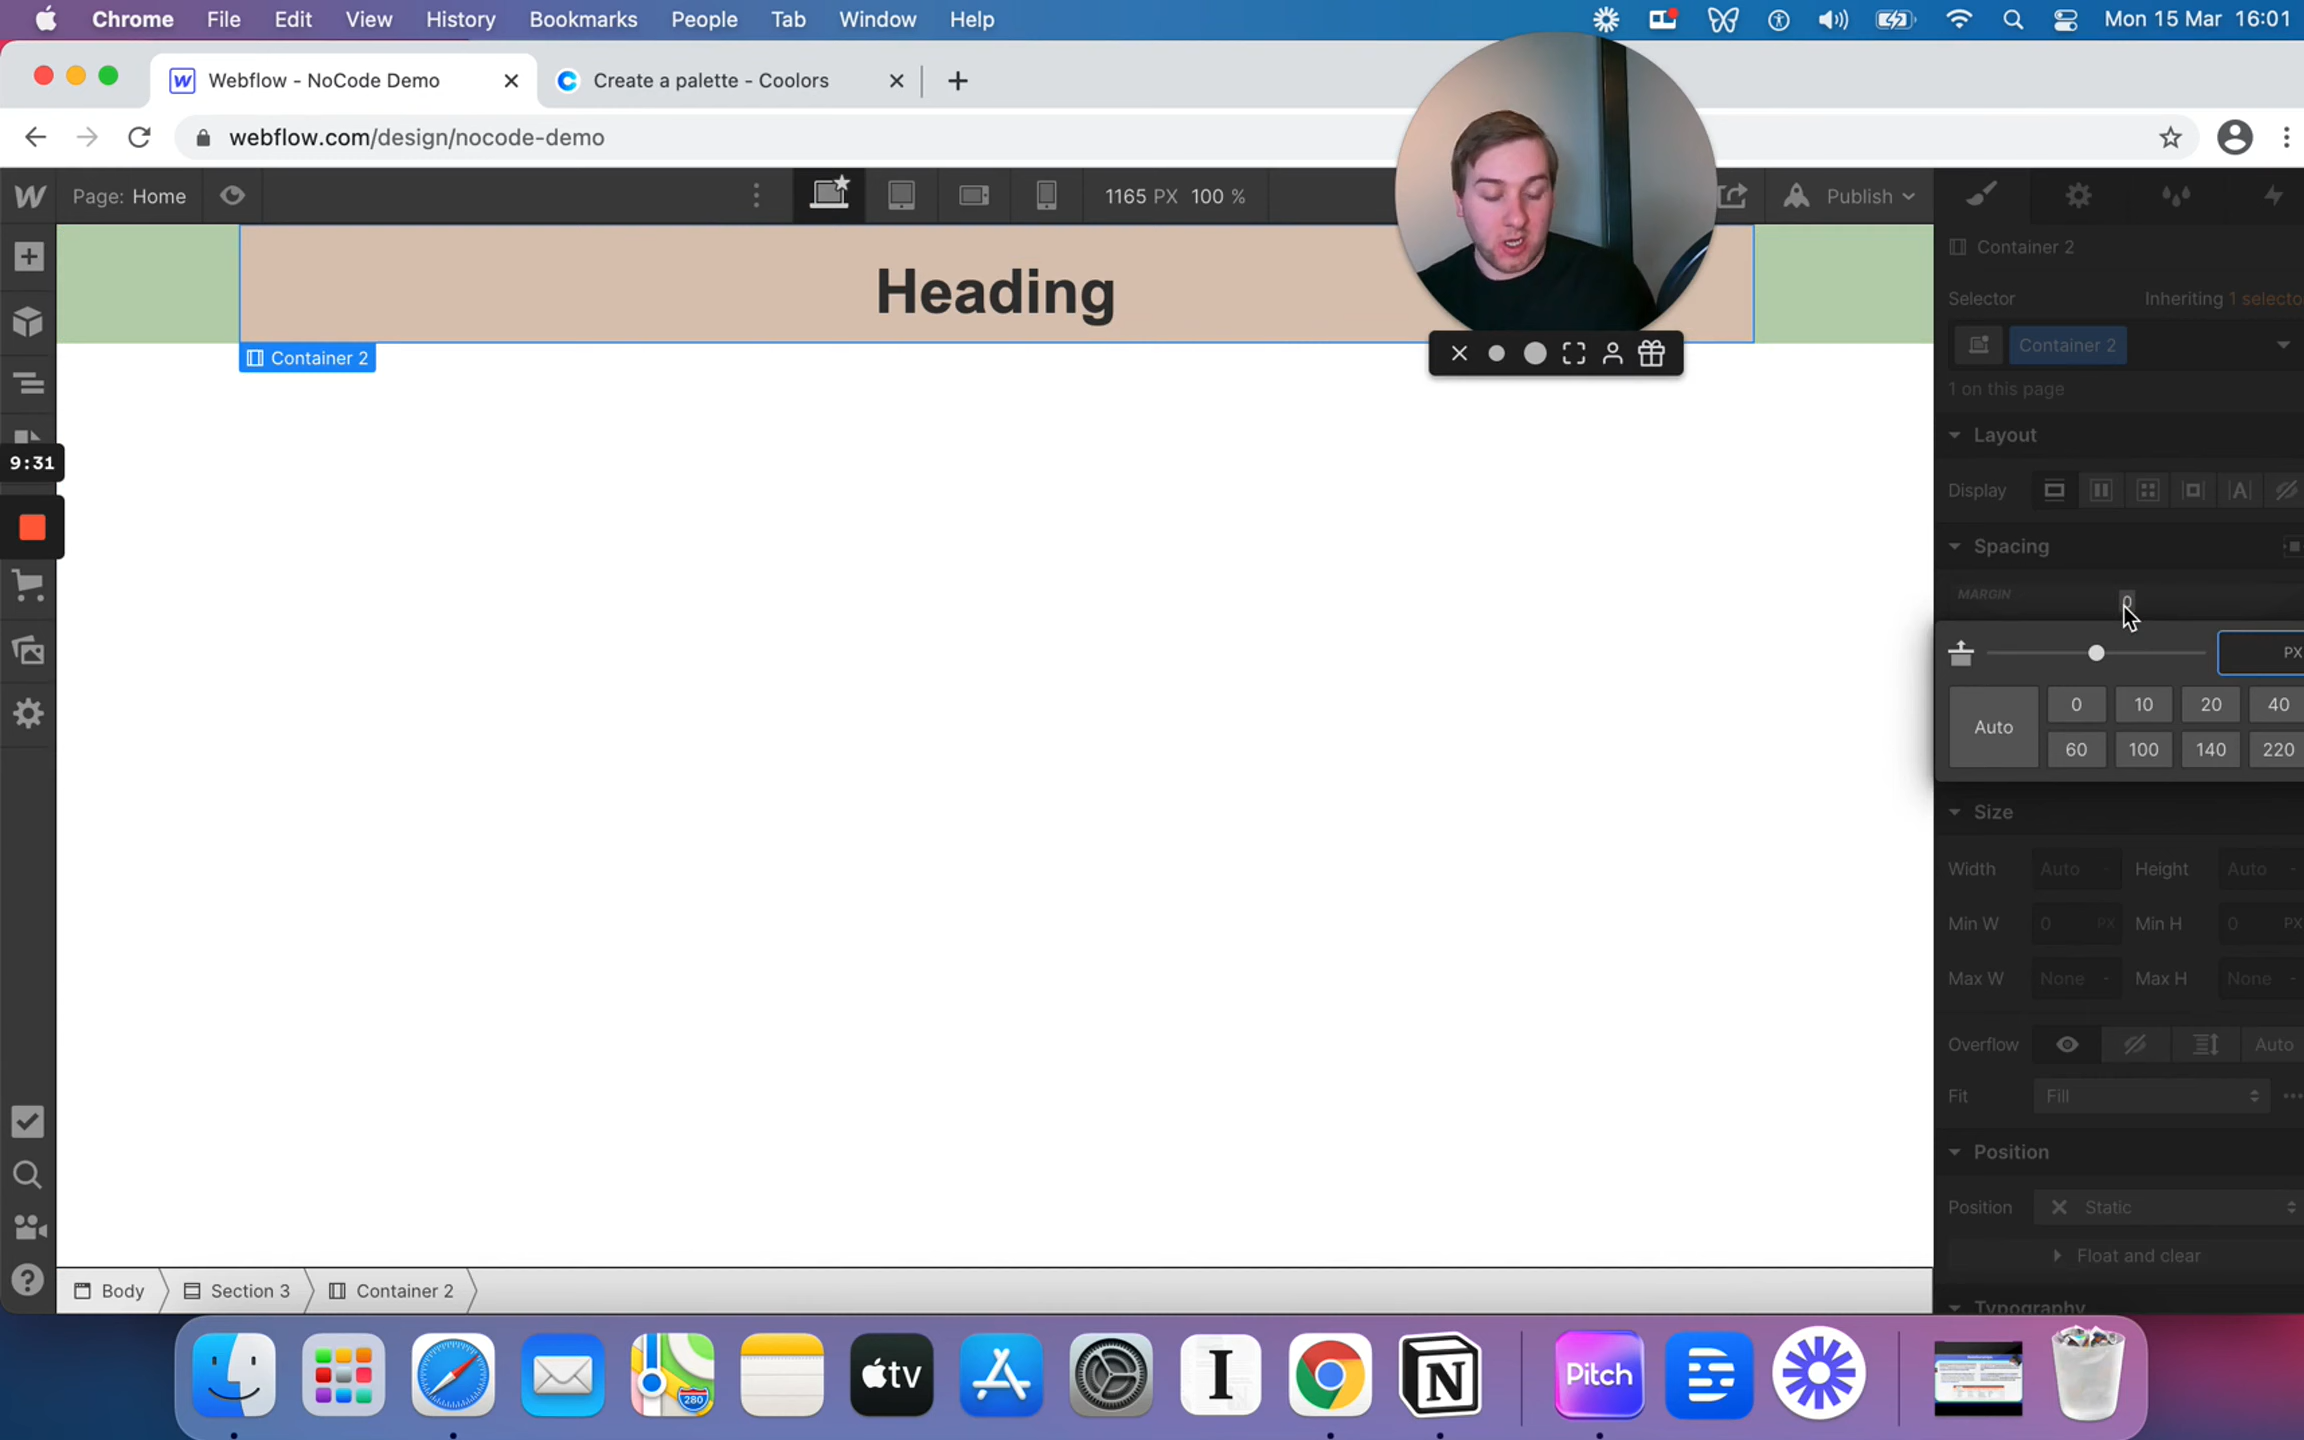 Chrome File Edit View History Bookmarks People Tab Window Help Mon 15 Mar 16:01
Webflow - NoCode Demo Create a palette - Coolors
webflow.com/design/nocode-demo
Page: Home 1165 PX 100 % Publish
Container 2
Heading
Selector Inheriting 1 selecto
Container 2
Container 2
1 on this page
Layout
9:31
Display
Spacing
MARGIN 0
PX
Auto 0 10 20 40
60 100 140 220
Size
Width Auto Height Auto
Min W 0 PX Min H 0 PX
Max W None Max H None
Overflow Auto
Fit Fill
Position
Position Static
Float and clear
Body Section 3 Container 2
Typography
280
tv
Pitch